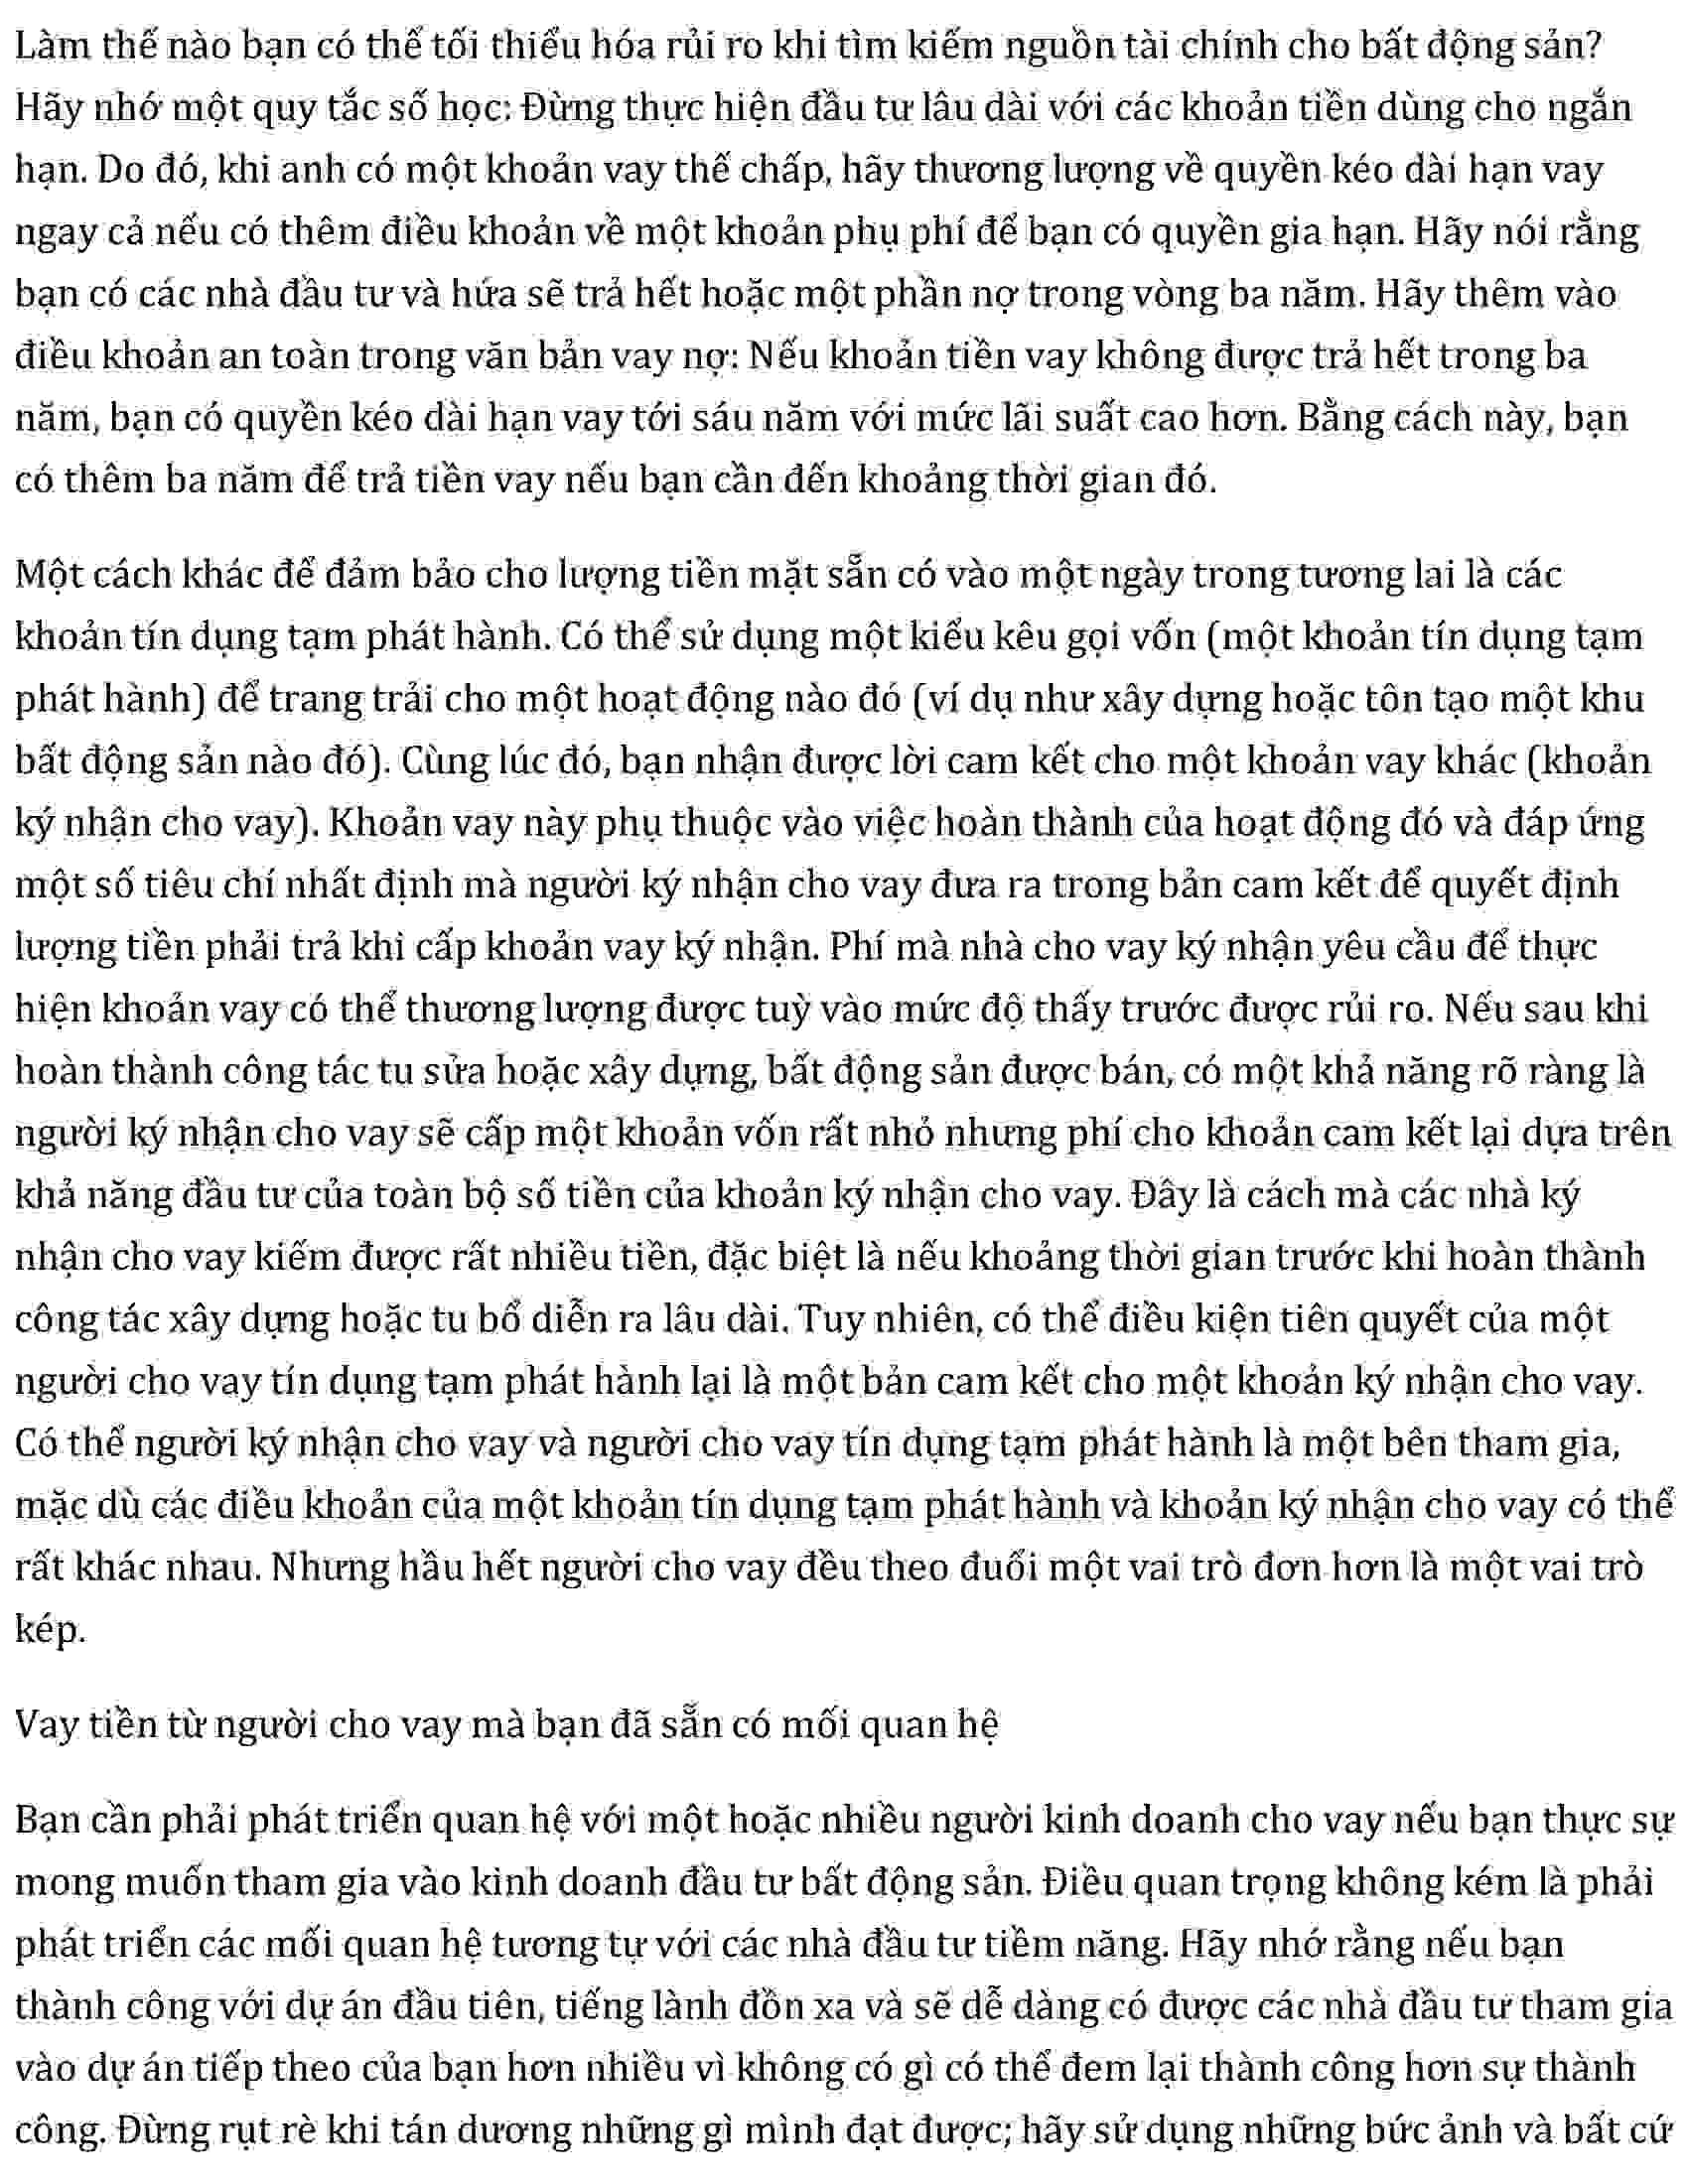 Làm thế nào bạn có thể tối thiểu hóa rủi ro khi tìm kiếm nguồn tài chính cho bất động sản?
Hãy nhớ một quy tắc số học: Đừng thực hiện đầu tư lâu dài với các khoản tiền dùng cho ngắn
hạn. Do đó, khi anh có một khoản vay thế chấp, hãy thương lượng về quyền kéo dài hạn vay
ngay cả nếu có thêm điều khoản về một khoản phụ phí để bạn có quyền gia hạn. Hãy nói rằng
bạn có các nhà đầu tư và hứa sẽ trả hết hoặc một phần nợ trong vòng ba năm. Hãy thêm vào
điều khoản an toàn trong văn bản vay nợ: Nếu khoản tiền vay không được trả hết trong ba
năm, bạn có quyền kéo dài hạn vay tới sáu năm với mức lãi suất cao hơn. Bằng cách này, bạn
có thêm ba năm để trả tiền vay nếu bạn cần đến khoảng thời gian đó.
Một cách khác để đảm bảo cho lượng tiền mặt sẵn có vào một ngày trong tương lai là các
khoản tín dụng tạm phát hành. Có thể sử dụng một kiểu kêu gọi vốn (một khoản tín dụng tạm
phát hành) để trang trải cho một hoạt động nào đó (ví dụ như xây dựng hoặc tôn tạo một khu
bất động sản nào đó). Cùng lúc đó, bạn nhận được lời cam kết cho một khoản vay khác (khoản
ký nhận cho vay). Khoản vay này phụ thuộc vào việc hoàn thành của hoạt động đó và đáp ứng
một số tiêu chí nhất định mà người ký nhận cho vay đưa ra trong bản cam kết để quyết định
lượng tiền phải trả khi cấp khoản vay ký nhận. Phí mà nhà cho vay ký nhận yêu cầu để thực
hiện khoản vay có thể thương lượng được tuỳ vào mức độ thấy trước được rủi ro. Nếu sau khi
hoàn thành công tác tu sửa hoặc xây dựng, bất động sản được bán, có một khả năng rõ ràng là
người ký nhận cho vay sẽ cấp một khoản vốn rất nhỏ nhưng phí cho khoản cam kết lại dựa trên
khả năng đầu tư của toàn bộ số tiền của khoản ký nhận cho vay. Đây là cách mà các nhà ký
nhận cho vay kiếm được rất nhiều tiền, đặc biệt là nếu khoảng thời gian trước khi hoàn thành
công tác xây dựng hoặc tu bổ diễn ra lâu dài. Tuy nhiên, có thể điều kiện tiên quyết của một
người cho vay tín dụng tạm phát hành lại là một bản cam kết cho một khoản ký nhận cho vay.
Có thể người ký nhận cho vay và người cho vay tín dụng tạm phát hành là một bên tham gia,
mặc dù các điều khoản của một khoản tín dụng tạm phát hành và khoản ký nhận cho vay có thể
rất khác nhau. Nhưng hầu hết người cho vay đều theo đuổi một vai trò đơn hơn là một vai trò
kép.
Vay tiền từ người cho vay mà bạn đã sẵn có mối quan hệ
Bạn cần phải phát triển quan hệ với một hoặc nhiều người kinh doanh cho vay nếu bạn thực sự
mong muốn tham gia vào kinh doanh đầu tư bất động sản. Điều quan trọng không kém là phải
phát triển các mối quan hệ tương tự với các nhà đầu tư tiềm năng. Hãy nhớ rằng nếu bạn
thành công với dự án đầu tiên, tiếng lành đồn xa và sẽ dễ dàng có được các nhà đầu tư tham gia
vào dự án tiếp theo của bạn hơn nhiều vì không có gì có thể đem lại thành công hơn sự thành
công. Đừng rụt rè khi tán dương những gì mình đạt được; hãy sử dụng những bức ảnh và bất cứ